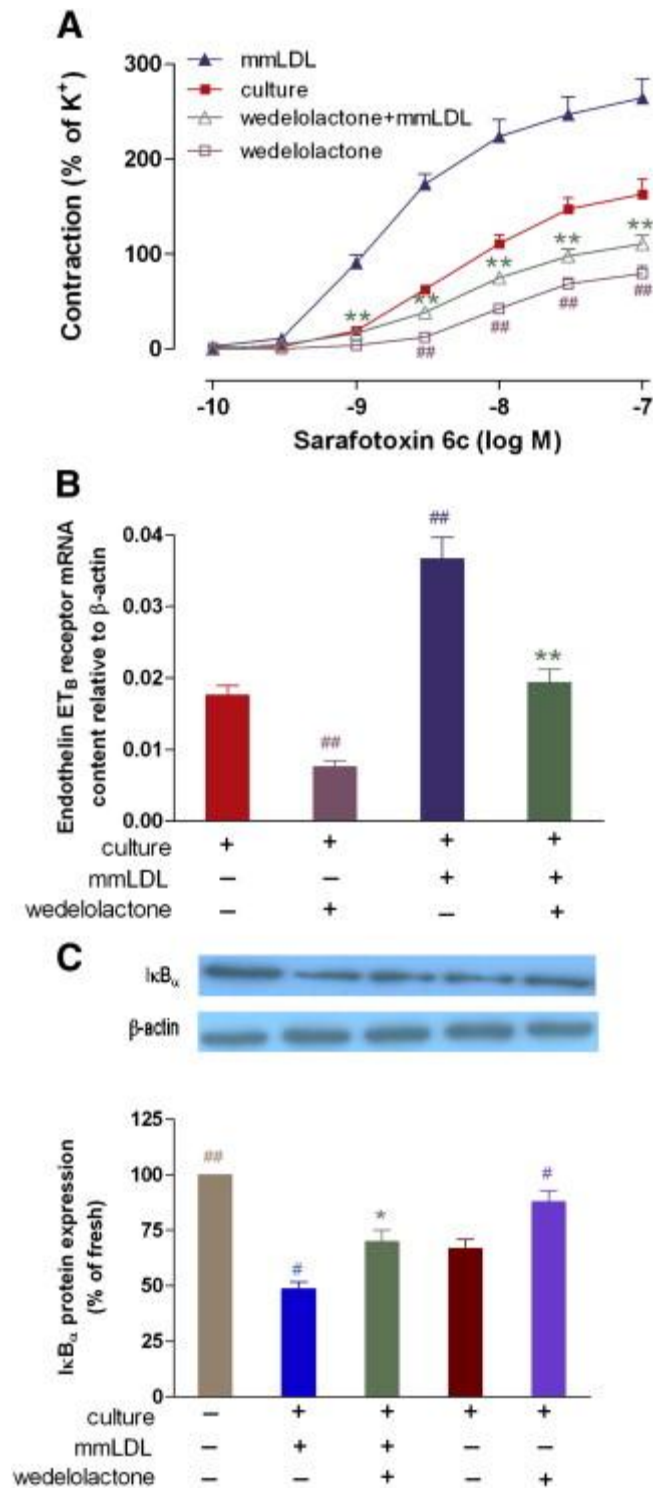 A
300
200
100
0
Contraction (% of K⁺)
mmLDL
culture
wedelolactone+mmLDL
wedelolactone
** ** ** ** **
## ## ## ##
-10 -9 -8 -7
Sarafotoxin 6c (log M)
B
Endothelin ET_B receptor mRNA
content relative to β-actin
0.04
0.03
0.02
0.01
0.00
## ## **
culture + + + +
mmLDL – – + +
wedelolactone – + – +
C
IκBα
β-actin
IκBα protein expression
(% of fresh)
125
100
75
50
25
0
## # * #
culture – + + + +
mmLDL – + + – –
wedelolactone – – + – +